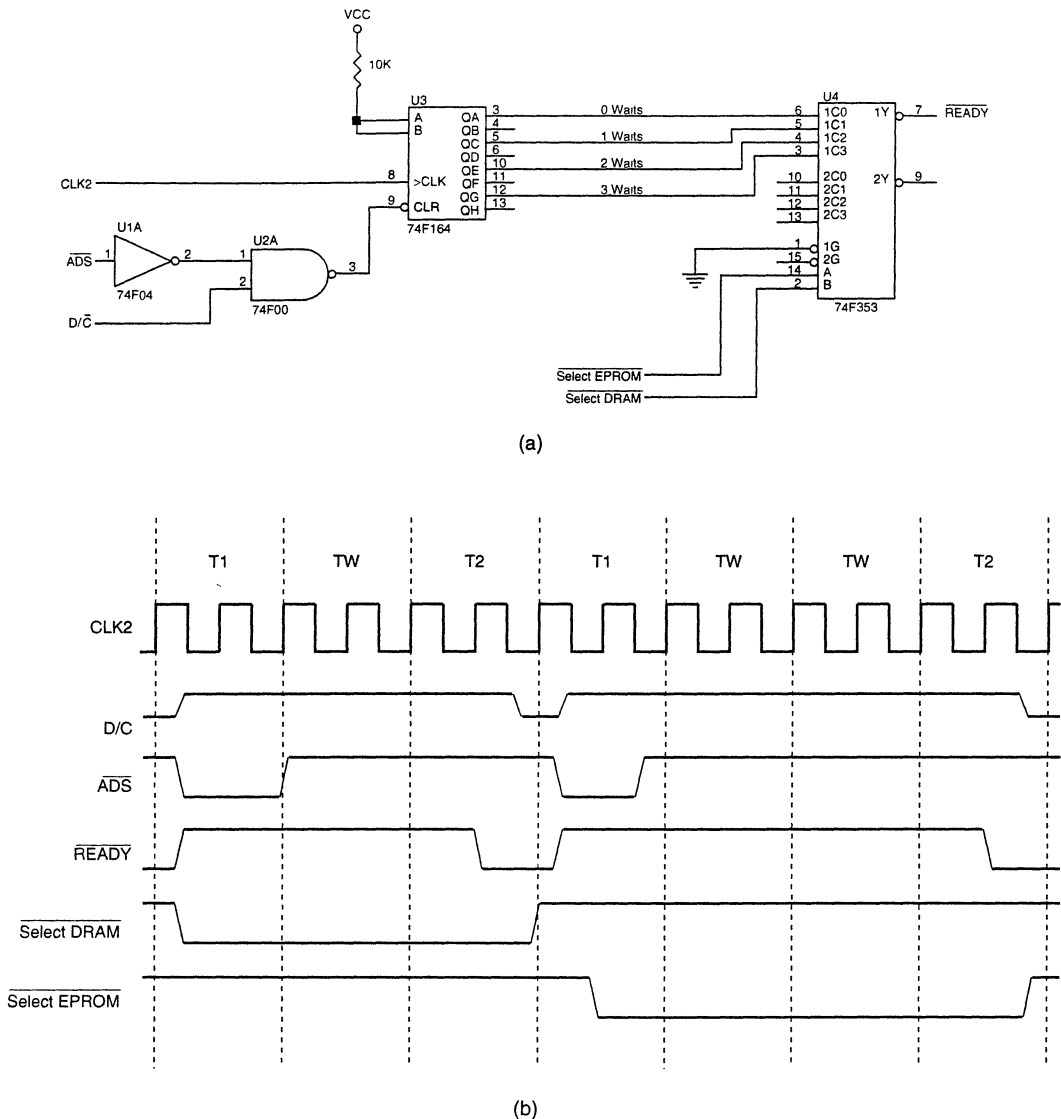 VCC
10K
U3
A
B
>CLK
CLR
QA
QB
QC
QD
QE
QF
QG
QH
3
4
5
6
10
11
12
13
8
9
74F164
0 Waits
1 Waits
2 Waits
3 Waits
U4
6
5
4
3
10
11
12
13
1
15
14
2
1C0
1C1
1C2
1C3
2C0
2C1
2C2
2C3
1G
2G
A
B
1Y
2Y
7
9
READY
74F353
CLK2
U1A
ADS
1
2
74F04
U2A
1
2
3
74F00
D/C
Select EPROM
Select DRAM
(a)
T1 TW T2 T1 TW TW T2
CLK2
D/C
ADS
READY
Select DRAM
Select EPROM
(b)